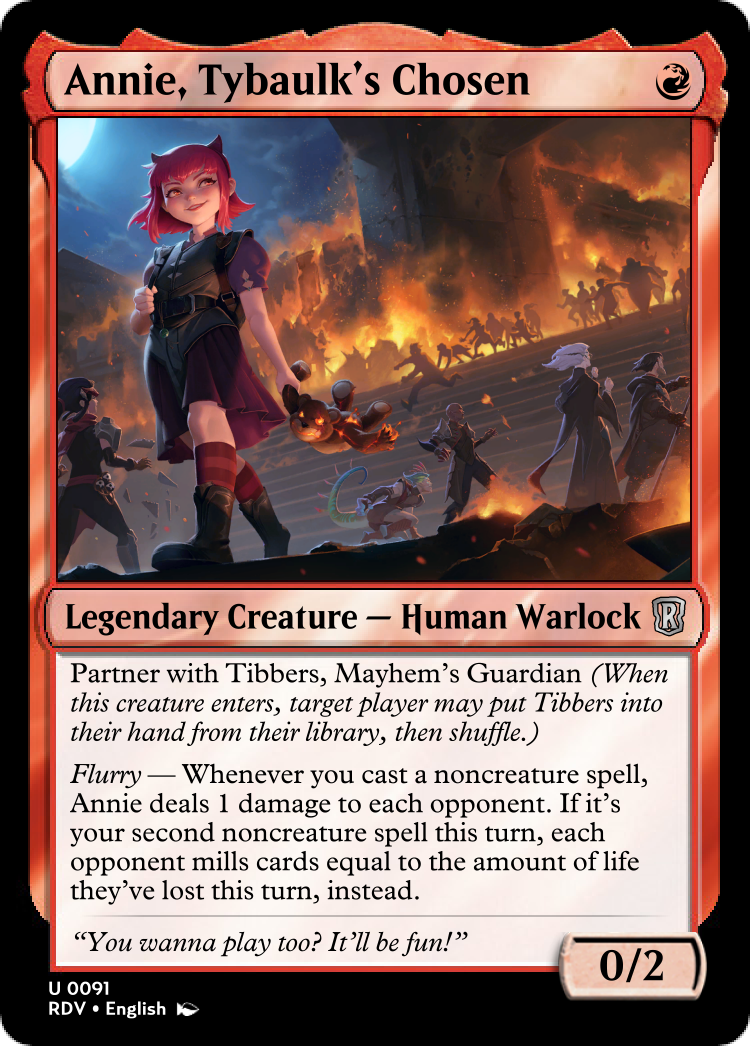 Annie, Tybaulk's Chosen
Legendary Creature — Human Warlock
R
Partner with Tibbers, Mayhem's Guardian (When
this creature enters, target player may put Tibbers into
their hand from their library, then shuffle.)
Flurry — Whenever you cast a noncreature spell,
Annie deals 1 damage to each opponent. If it's
your second noncreature spell this turn, each
opponent mills cards equal to the amount of life
they've lost this turn, instead.
"You wanna play too? It'll be fun!"
0/2
U 0091
RDV • English